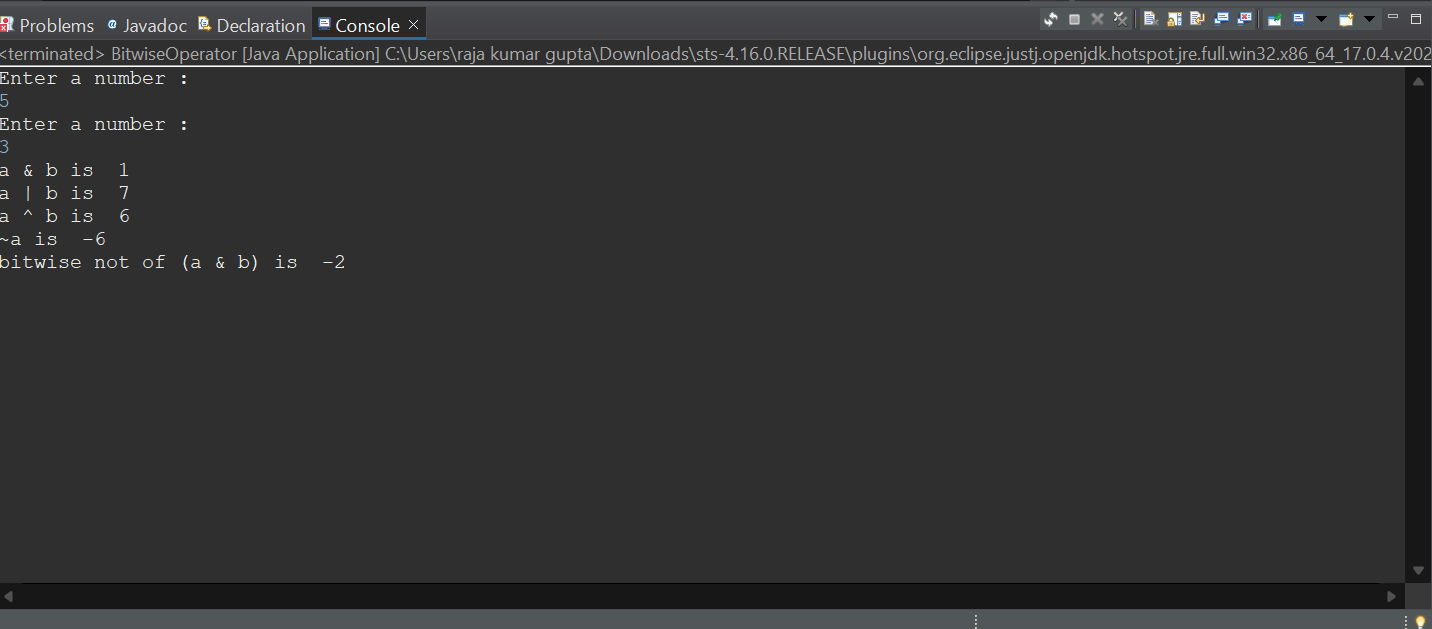 Problems @ Javadoc Declaration Console
<terminated> BitwiseOperator [Java Application] C:\Users\raja kumar gupta\Downloads\sts-4.16.0.RELEASE\plugins\org.eclipse.justj.openjdk.hotspot.jre.full.win32.x86_64_17.0.4.v202
Enter a number :
5
Enter a number :
3
a & b is  1
a | b is  7
a ^ b is  6
~a is  -6
bitwise not of (a & b) is  -2